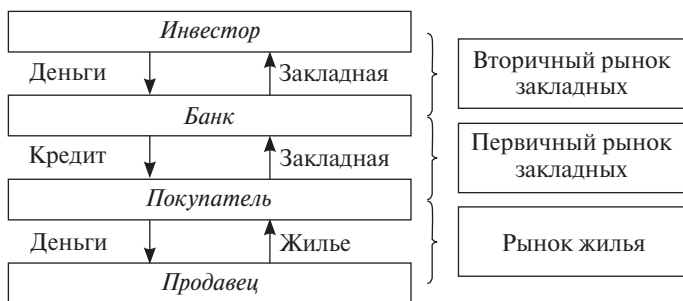 Инвестор
Деньги
Закладная
Вторичный рынок
закладных
Банк
Кредит
Закладная
Первичный рынок
закладных
Покупатель
Деньги
Жилье
Рынок жилья
Продавец